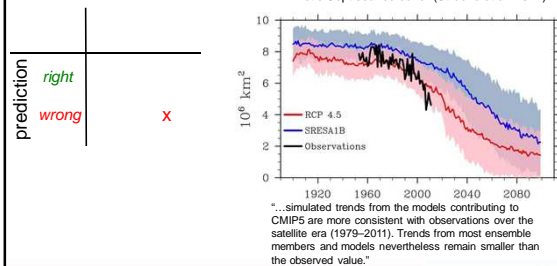 prediction
right
wrong
x
10
8
6
4
2
0
10⁶ km²
RCP 4.5
SRESA1B
Observations
1920 1960 2000 2040 2080
“…simulated trends from the models contributing to
CMIP5 are more consistent with observations over the
satellite era (1979–2011). Trends from most ensemble
members and models nevertheless remain smaller than
the observed value.”